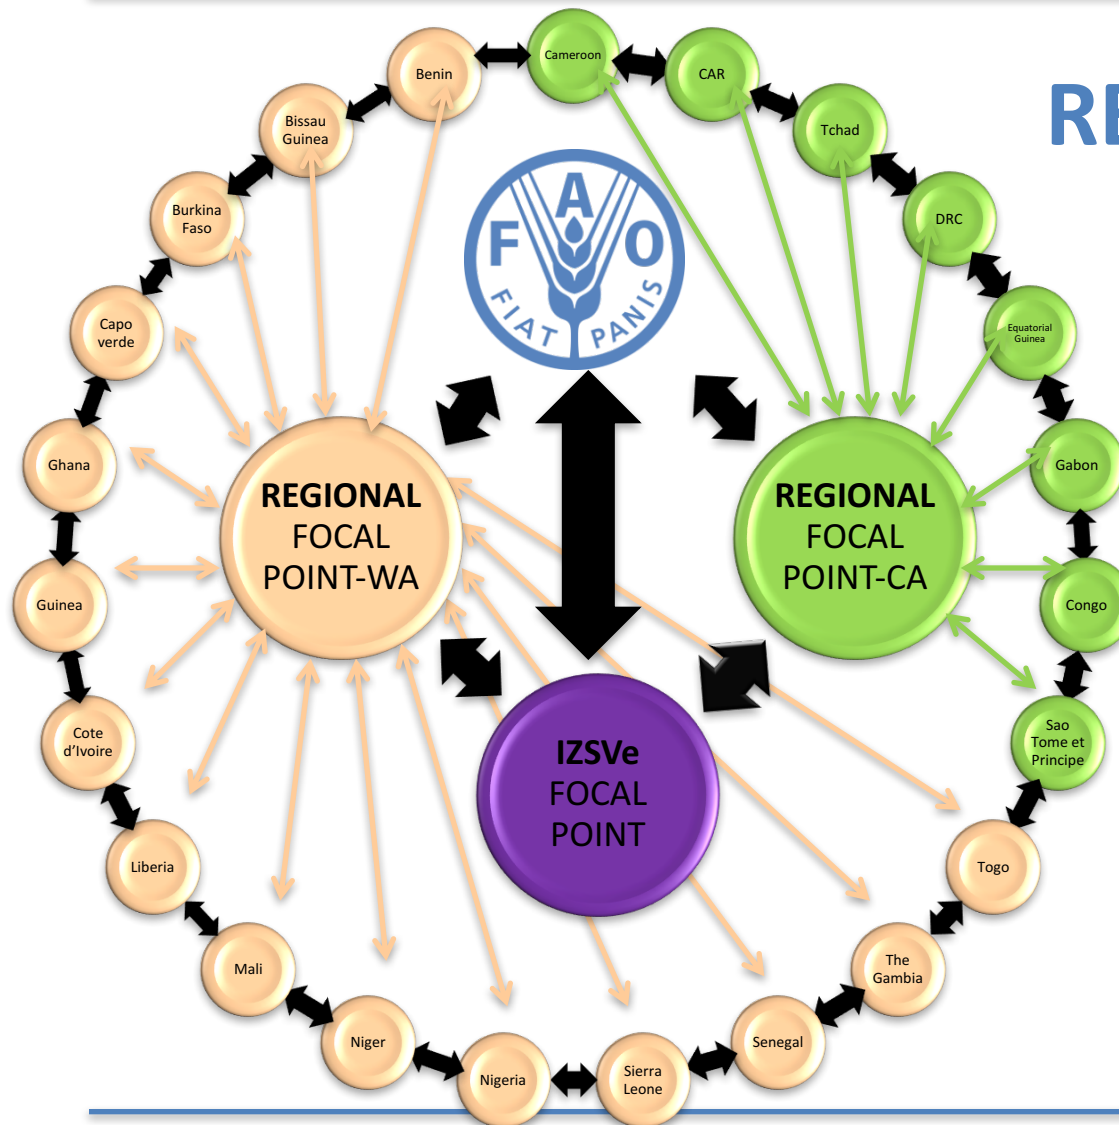 RE
Benin
Cameroon
CAR
Bissau
Guinea
Tchad
Burkina
Faso
DRC
FAO
FIAT PANIS
Capo
verde
Equatorial
Guinea
Ghana
Gabon
REGIONAL
FOCAL
POINT-WA
REGIONAL
FOCAL
POINT-CA
Guinea
Congo
Cote
d'Ivoire
Sao
Tome et
Principe
IZSVe
FOCAL
POINT
Liberia
Togo
Mali
The
Gambia
Niger
Senegal
Nigeria
Sierra
Leone